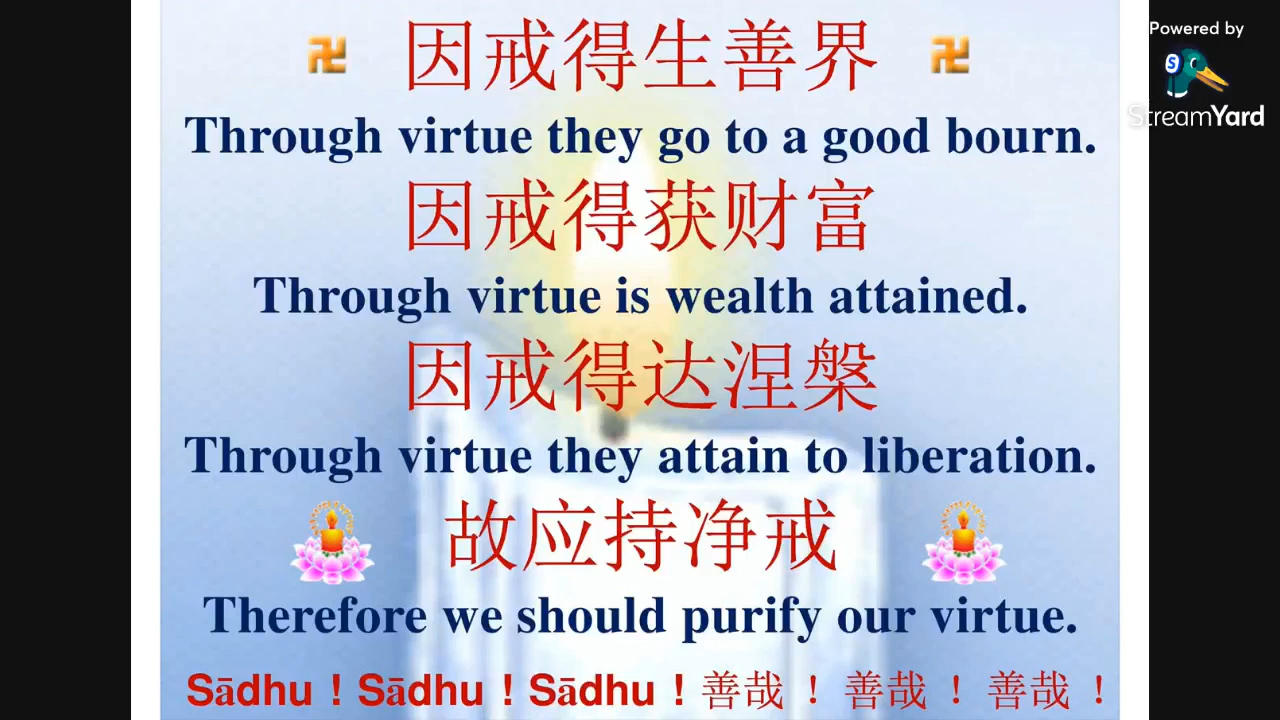 Powered by
StreamYard
卍 因戒得生善界 卍
Through virtue they go to a good bourn.
因戒得获财富
Through virtue is wealth attained.
因戒得达涅槃
Through virtue they attain to liberation.
故应持净戒
Therefore we should purify our virtue.
Sādhu ! Sādhu ! Sādhu ! 善哉 ! 善哉 ! 善哉 !